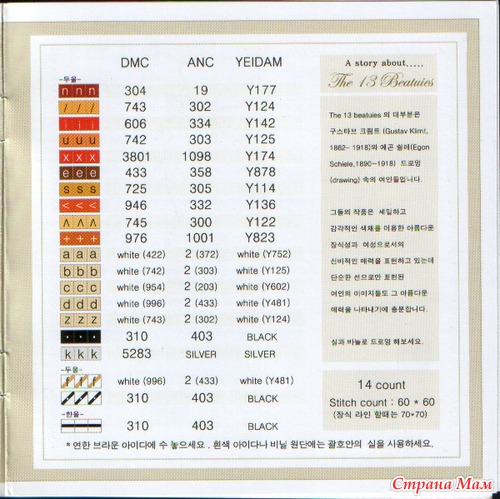 DMC ANC YEIDAM
-두올-
n n n 304 19 Y177
/ / / 743 302 Y124
i i i 606 334 Y142
u u u 742 303 Y125
x x x 3801 1098 Y174
e e e 433 358 Y878
s s s 725 305 Y114
< < < 946 332 Y136
∧ ∧ ∧ 745 300 Y122
+ + + 976 1001 Y823
a a a white (422) 2 (372) white (Y752)
b b b white (742) 2 (303) white (Y125)
c c c white (954) 2 (203) white (Y602)
d d d white (996) 2 (433) white (Y481)
z z z white (743) 2 (302) white (Y124)
310 403 BLACK
k k k 5283 SILVER SILVER
-두올-
f f f white (996) 2 (433) white (Y481)
310 403 BLACK
-한올-
310 403 BLACK
*연한 브라운 아이다에 수 놓으세요. 흰색 아이다나 비닐 원단에는 괄호안의 실을 사용하세요.
A story about.....
The 13 Beatuies
The 13 beatuies 의 대부분은
구스타브 크림트 (Gustav Klimt,
1862- 1918)와 에곤 쉴레(Egon
Schiele,1890-1918) 드로잉
(drawing) 속의 여인들입니다.
그들의 작품은 세밀하고
감각적인 색채를 이용한 아름다운
장식성과 여성으로서의
신비적인 매력을 표현하고 있는데
단순한 선으로만 표현된
여인의 이미지들도 그 아름다운
매력을 나타내기에 충분합니다.
실과 바늘로 드로잉 해보세요.
14 count
Stitch count : 60 * 60
(장식 라인 할때는 70*70)
Страна Мам